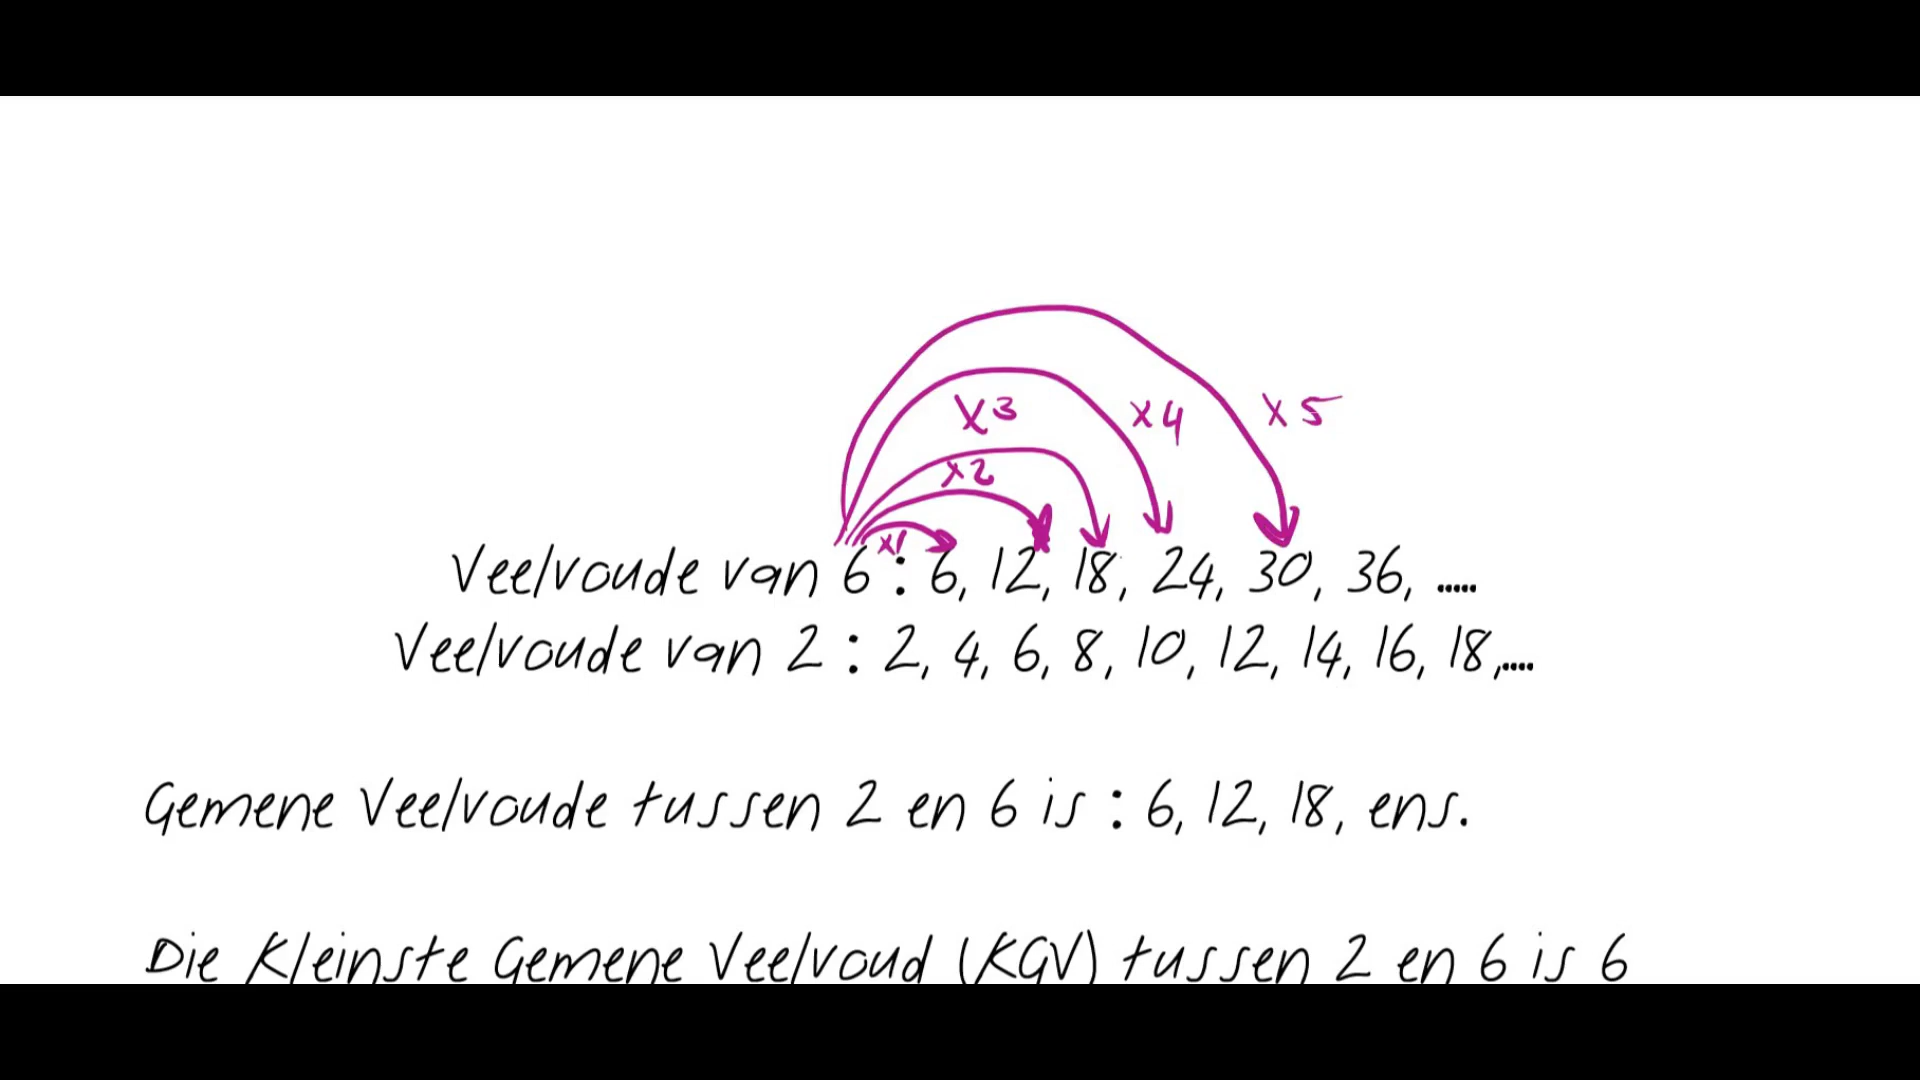 x3 x4 x5
x2
x1
Veelvoude van 6 : 6, 12, 18, 24, 30, 36, .....
Veelvoude van 2 : 2, 4, 6, 8, 10, 12, 14, 16, 18,....
Gemene Veelvoude tussen 2 en 6 is : 6, 12, 18, ens.
Die Kleinste Gemene Veelvoud (KGV) tussen 2 en 6 is 6